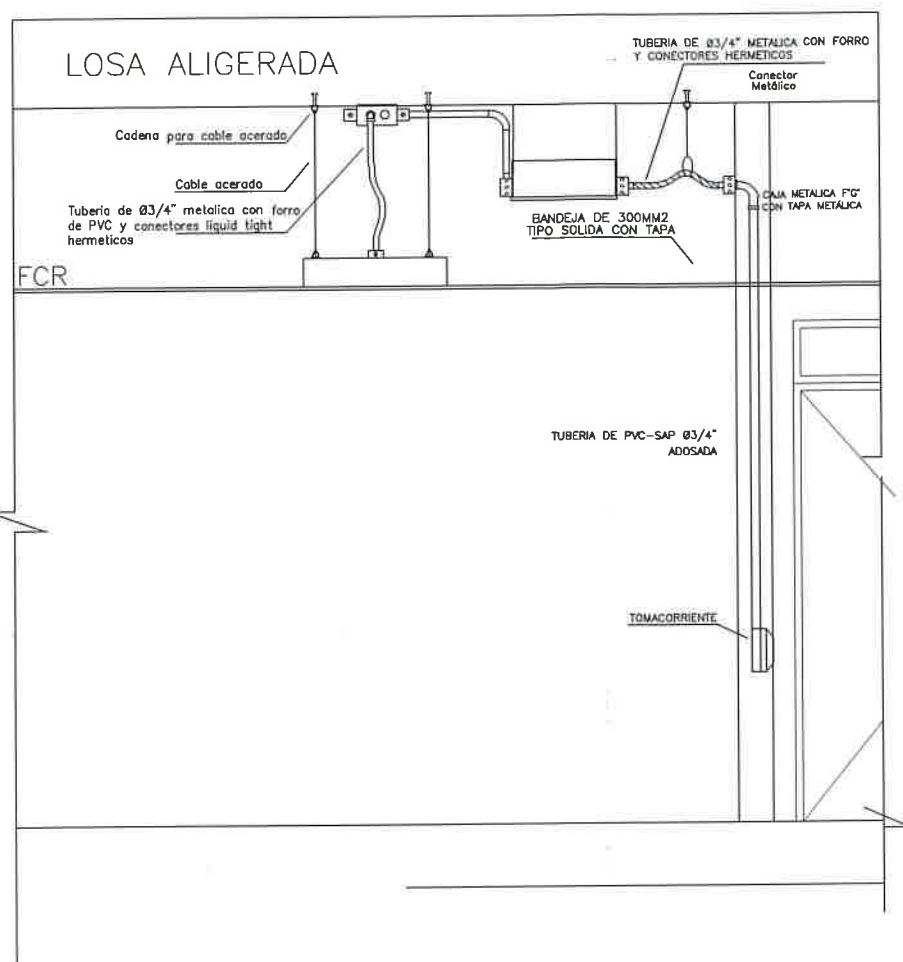 LOSA ALIGERADA
TUBERIA DE Ø3/4" METALICA CON FORRO
Y CONECTORES HERMETICOS
Conector
Metálico
Cadena para cable acerado
Cable acerado
Tuberia de Ø3/4" metalica con forro
de PVC y conectores liquid tight
hermeticos
CAJA METALICA F"G"
CON TAPA METÁLICA
BANDEJA DE 300MM2
TIPO SOLIDA CON TAPA
FCR
TUBERIA DE PVC-SAP Ø3/4"
ADOSADA
TOMACORRIENTE